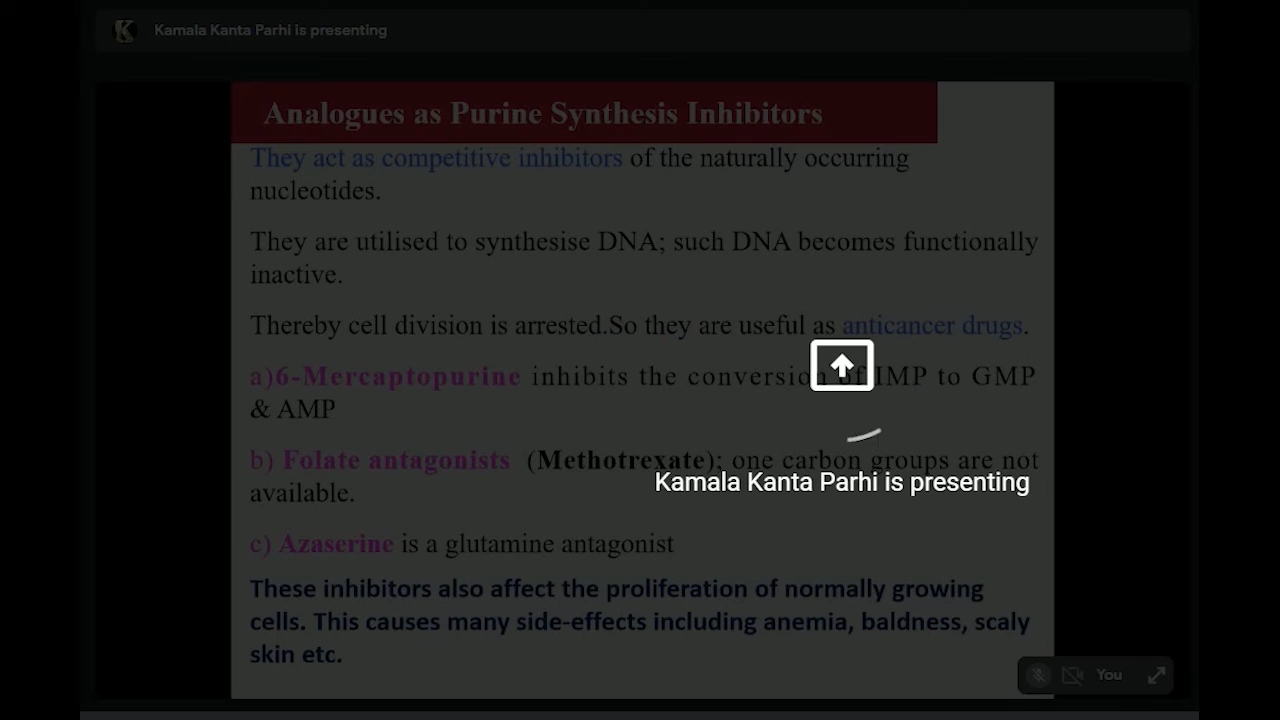 K
Kamala Kanta Parhi is presenting
Analogues as Purine Synthesis Inhibitors
They act as competitive inhibitors of the naturally occurring
nucleotides.
They are utilised to synthesise DNA; such DNA becomes functionally
inactive.
Thereby cell division is arrested.So they are useful as anticancer drugs.
a)6-Mercaptopurine inhibits the conversion of IMP to GMP
& AMP
b) Folate antagonists (Methotrexate); one carbon groups are not
available.
Kamala Kanta Parhi is presenting
c) Azaserine is a glutamine antagonist
These inhibitors also affect the proliferation of normally growing
cells. This causes many side-effects including anemia, baldness, scaly
skin etc.
You